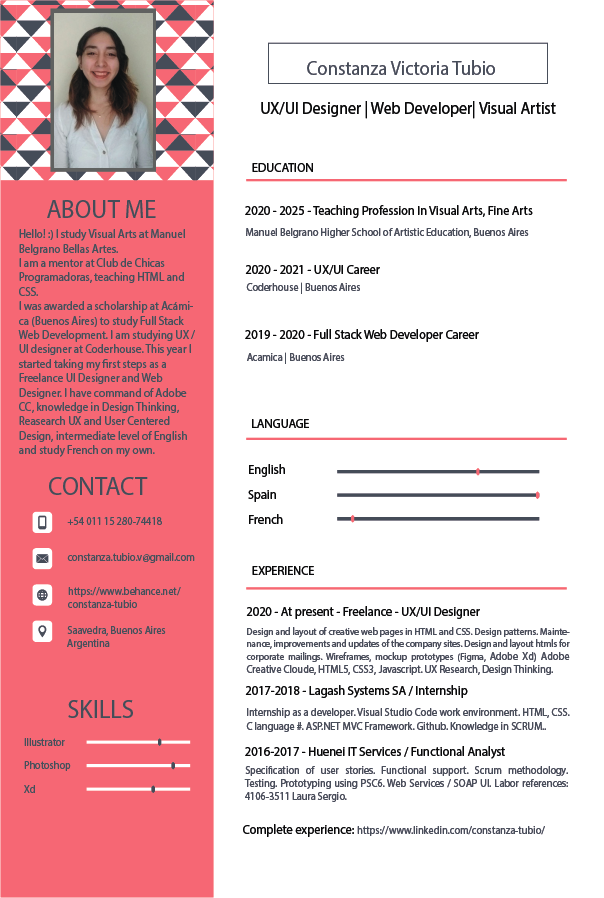 Constanza Victoria Tubio
UX/UI Designer | Web Developer| Visual Artist
ABOUT ME
Hello! :) I study Visual Arts at Manuel
Belgrano Bellas Artes.
I am a mentor at Club de Chicas
Programadoras, teaching HTML and
CSS.
I was awarded a scholarship at Acámi-
ca (Buenos Aires) to study Full Stack
Web Development. I am studying UX /
UI designer at Coderhouse. This year I
started taking my first steps as a
Freelance UI Designer and Web
Designer. I have command of Adobe
CC, knowledge in Design Thinking,
Reasearch UX and User Centered
Design, intermediate level of English
and study French on my own.
CONTACT
+54 011 15 280-74418
constanza.tubio.v@gmail.com
https://www.behance.net/
constanza-tubio
Saavedra, Buenos Aires
Argentina
SKILLS
Illustrator
Photoshop
Xd
EDUCATION
2020 - 2025 - Teaching Profession In Visual Arts, Fine Arts
Manuel Belgrano Higher School of Artistic Education, Buenos Aires
2020 - 2021 - UX/UI Career
Coderhouse | Buenos Aires
2019 - 2020 - Full Stack Web Developer Career
Acamica | Buenos Aires
LANGUAGE
English
Spain
French
EXPERIENCE
2020 - At present - Freelance - UX/UI Designer
Design and layout of creative web pages in HTML and CSS. Design patterns. Mainte-
nance, improvements and updates of the company sites. Design and layout htmls for
corporate mailings. Wireframes, mockup prototypes (Figma, Adobe Xd) Adobe
Creative Cloude, HTML5, CSS3, Javascript. UX Research, Design Thinking.
2017-2018 - Lagash Systems SA / Internship
Internship as a developer. Visual Studio Code work environment. HTML, CSS.
C language #. ASP.NET MVC Framework. Github. Knowledge in SCRUM..
2016-2017 - Huenei IT Services / Functional Analyst
Specification of user stories. Functional support. Scrum methodology.
Testing. Prototyping using PSC6. Web Services / SOAP UI. Labor references:
4106-3511 Laura Sergio.
Complete experience: https://www.linkedin.com/constanza-tubio/